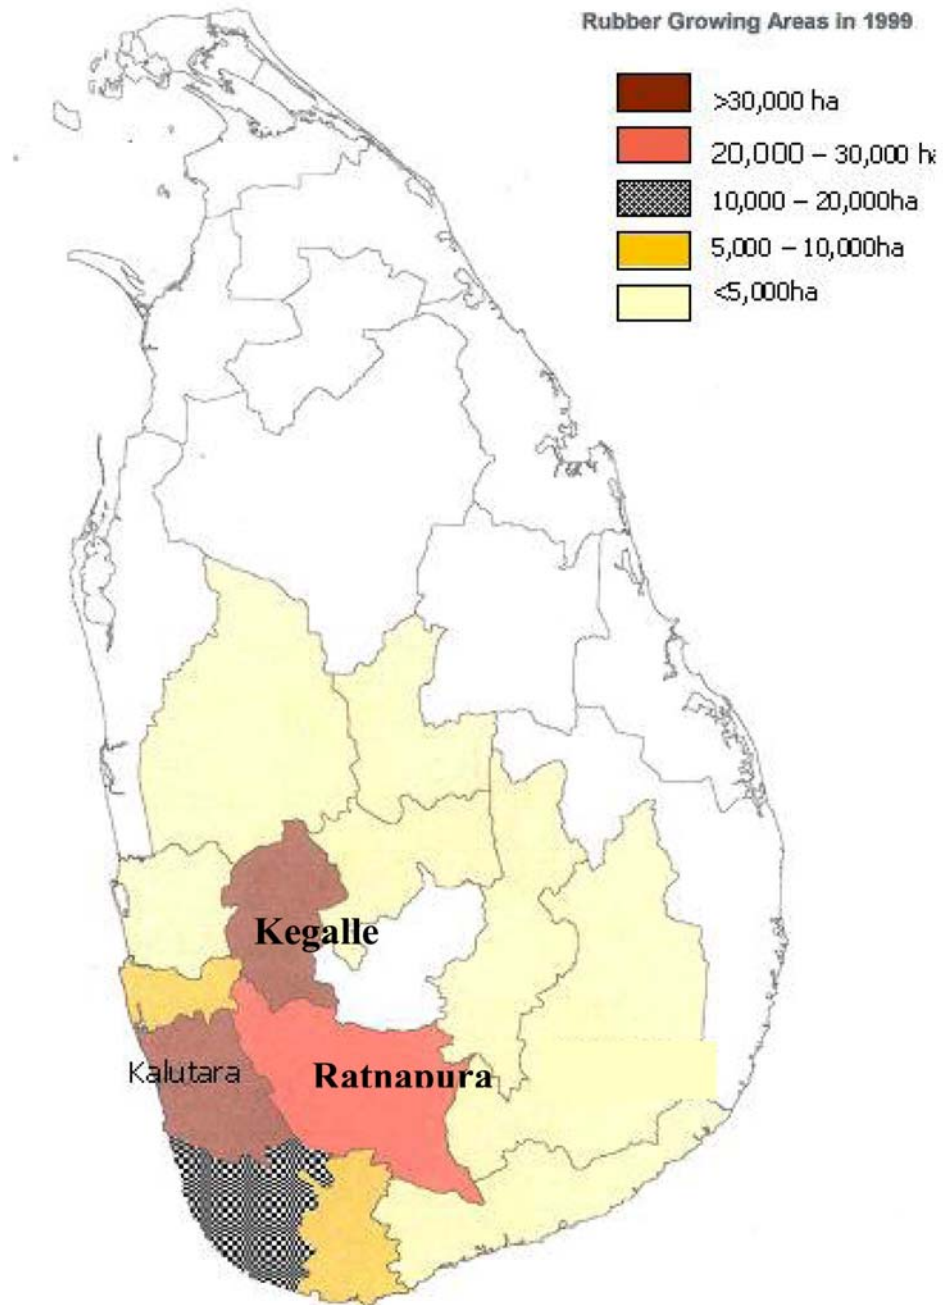 Rubber Growing Areas in 1999
>30,000 ha
20,000 – 30,000 ha
10,000 – 20,000ha
5,000 – 10,000ha
<5,000ha
Kegalle
Kalutara
Ratnapura